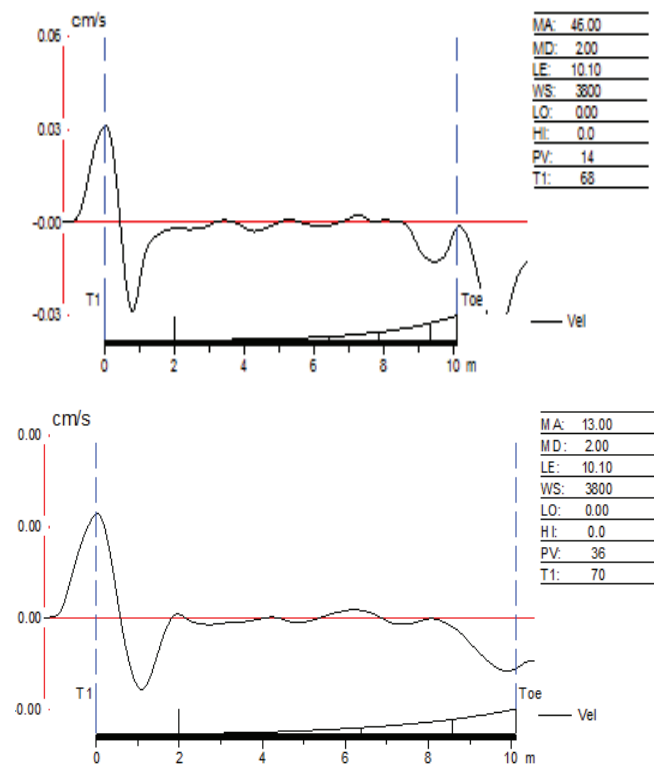 cm/s
0.06
0.03
-0.00
-0.03
T1
Toe
Vel
0 2 4 6 8 10 m
MA: 46.00
MD: 2.00
LE: 10.10
WS: 3800
LO: 0.00
HI: 0.0
PV: 14
T1: 68
cm/s
0.00
0.00
0.00
-0.00
T1
Toe
Vel
0 2 4 6 8 10 m
MA: 13.00
MD: 2.00
LE: 10.10
WS: 3800
LO: 0.00
HI: 0.0
PV: 36
T1: 70